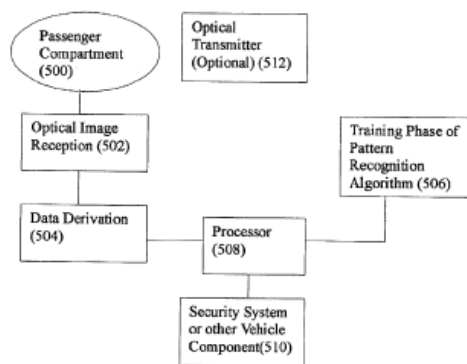 Passenger
Compartment
(500)
Optical
Transmitter
(Optional) (512)
Optical Image
Reception (502)
Training Phase of
Pattern
Recognition
Algorithm (506)
Data Derivation
(504)
Processor
(508)
Security System
or other Vehicle
Component(510)